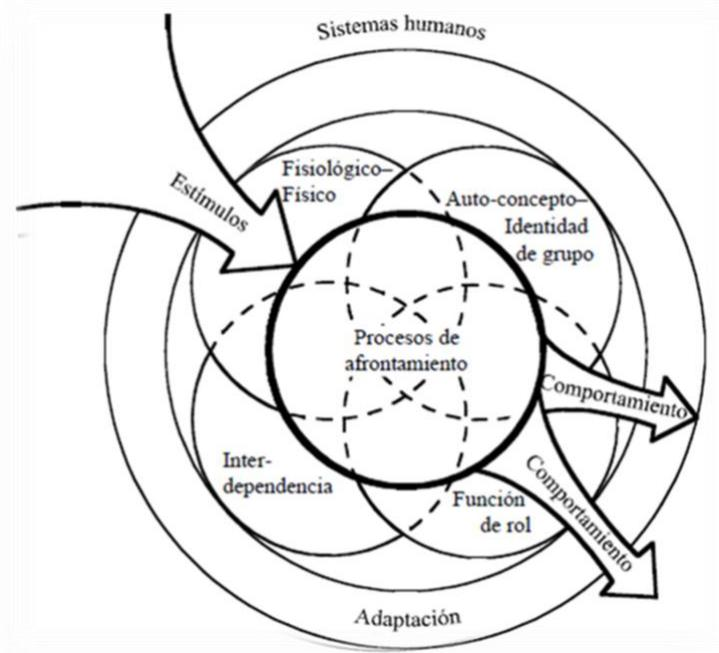 Sistemas humanos
Fisiológico–
Físico
Estímulos
Auto-concepto–
Identidad
de grupo
Procesos de
afrontamiento
Comportamiento
Comportamiento
Inter-
dependencia
Función
de rol
Adaptación